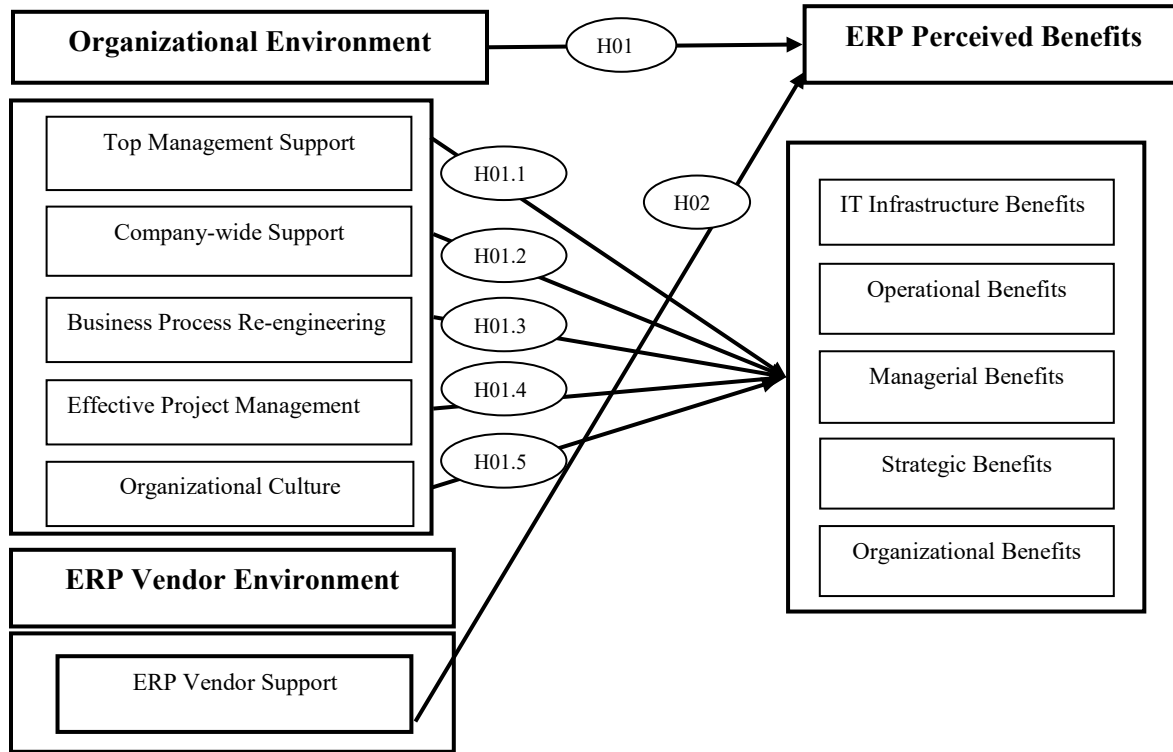 Organizational Environment
H01
ERP Perceived Benefits
Top Management Support
Company-wide Support
Business Process Re-engineering
Effective Project Management
Organizational Culture
H01.1
H01.2
H01.3
H01.4
H01.5
H02
IT Infrastructure Benefits
Operational Benefits
Managerial Benefits
Strategic Benefits
Organizational Benefits
ERP Vendor Environment
ERP Vendor Support